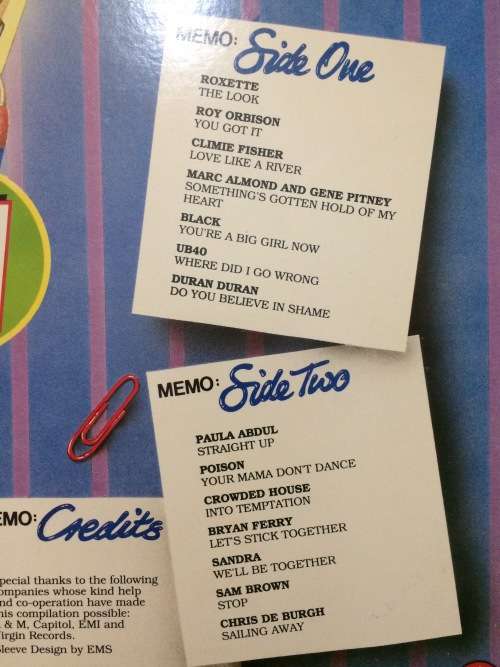 MEMO: Side One
ROXETTE
THE LOOK
ROY ORBISON
YOU GOT IT
CLIMIE FISHER
LOVE LIKE A RIVER
MARC ALMOND AND GENE PITNEY
SOMETHING'S GOTTEN HOLD OF MY
HEART
BLACK
YOU'RE A BIG GIRL NOW
UB40
WHERE DID I GO WRONG
DURAN DURAN
DO YOU BELIEVE IN SHAME
MEMO: Side Two
PAULA ABDUL
STRAIGHT UP
POISON
YOUR MAMA DON'T DANCE
CROWDED HOUSE
INTO TEMPTATION
BRYAN FERRY
LET'S STICK TOGETHER
SANDRA
WE'LL BE TOGETHER
SAM BROWN
STOP
CHRIS DE BURGH
SAILING AWAY
EMO: Credits
pecial thanks to the following
ompanies whose kind help
nd co-operation have made
his compilation possible:
& M, Capitol, EMI and
irgin Records.
leeve Design by EMS